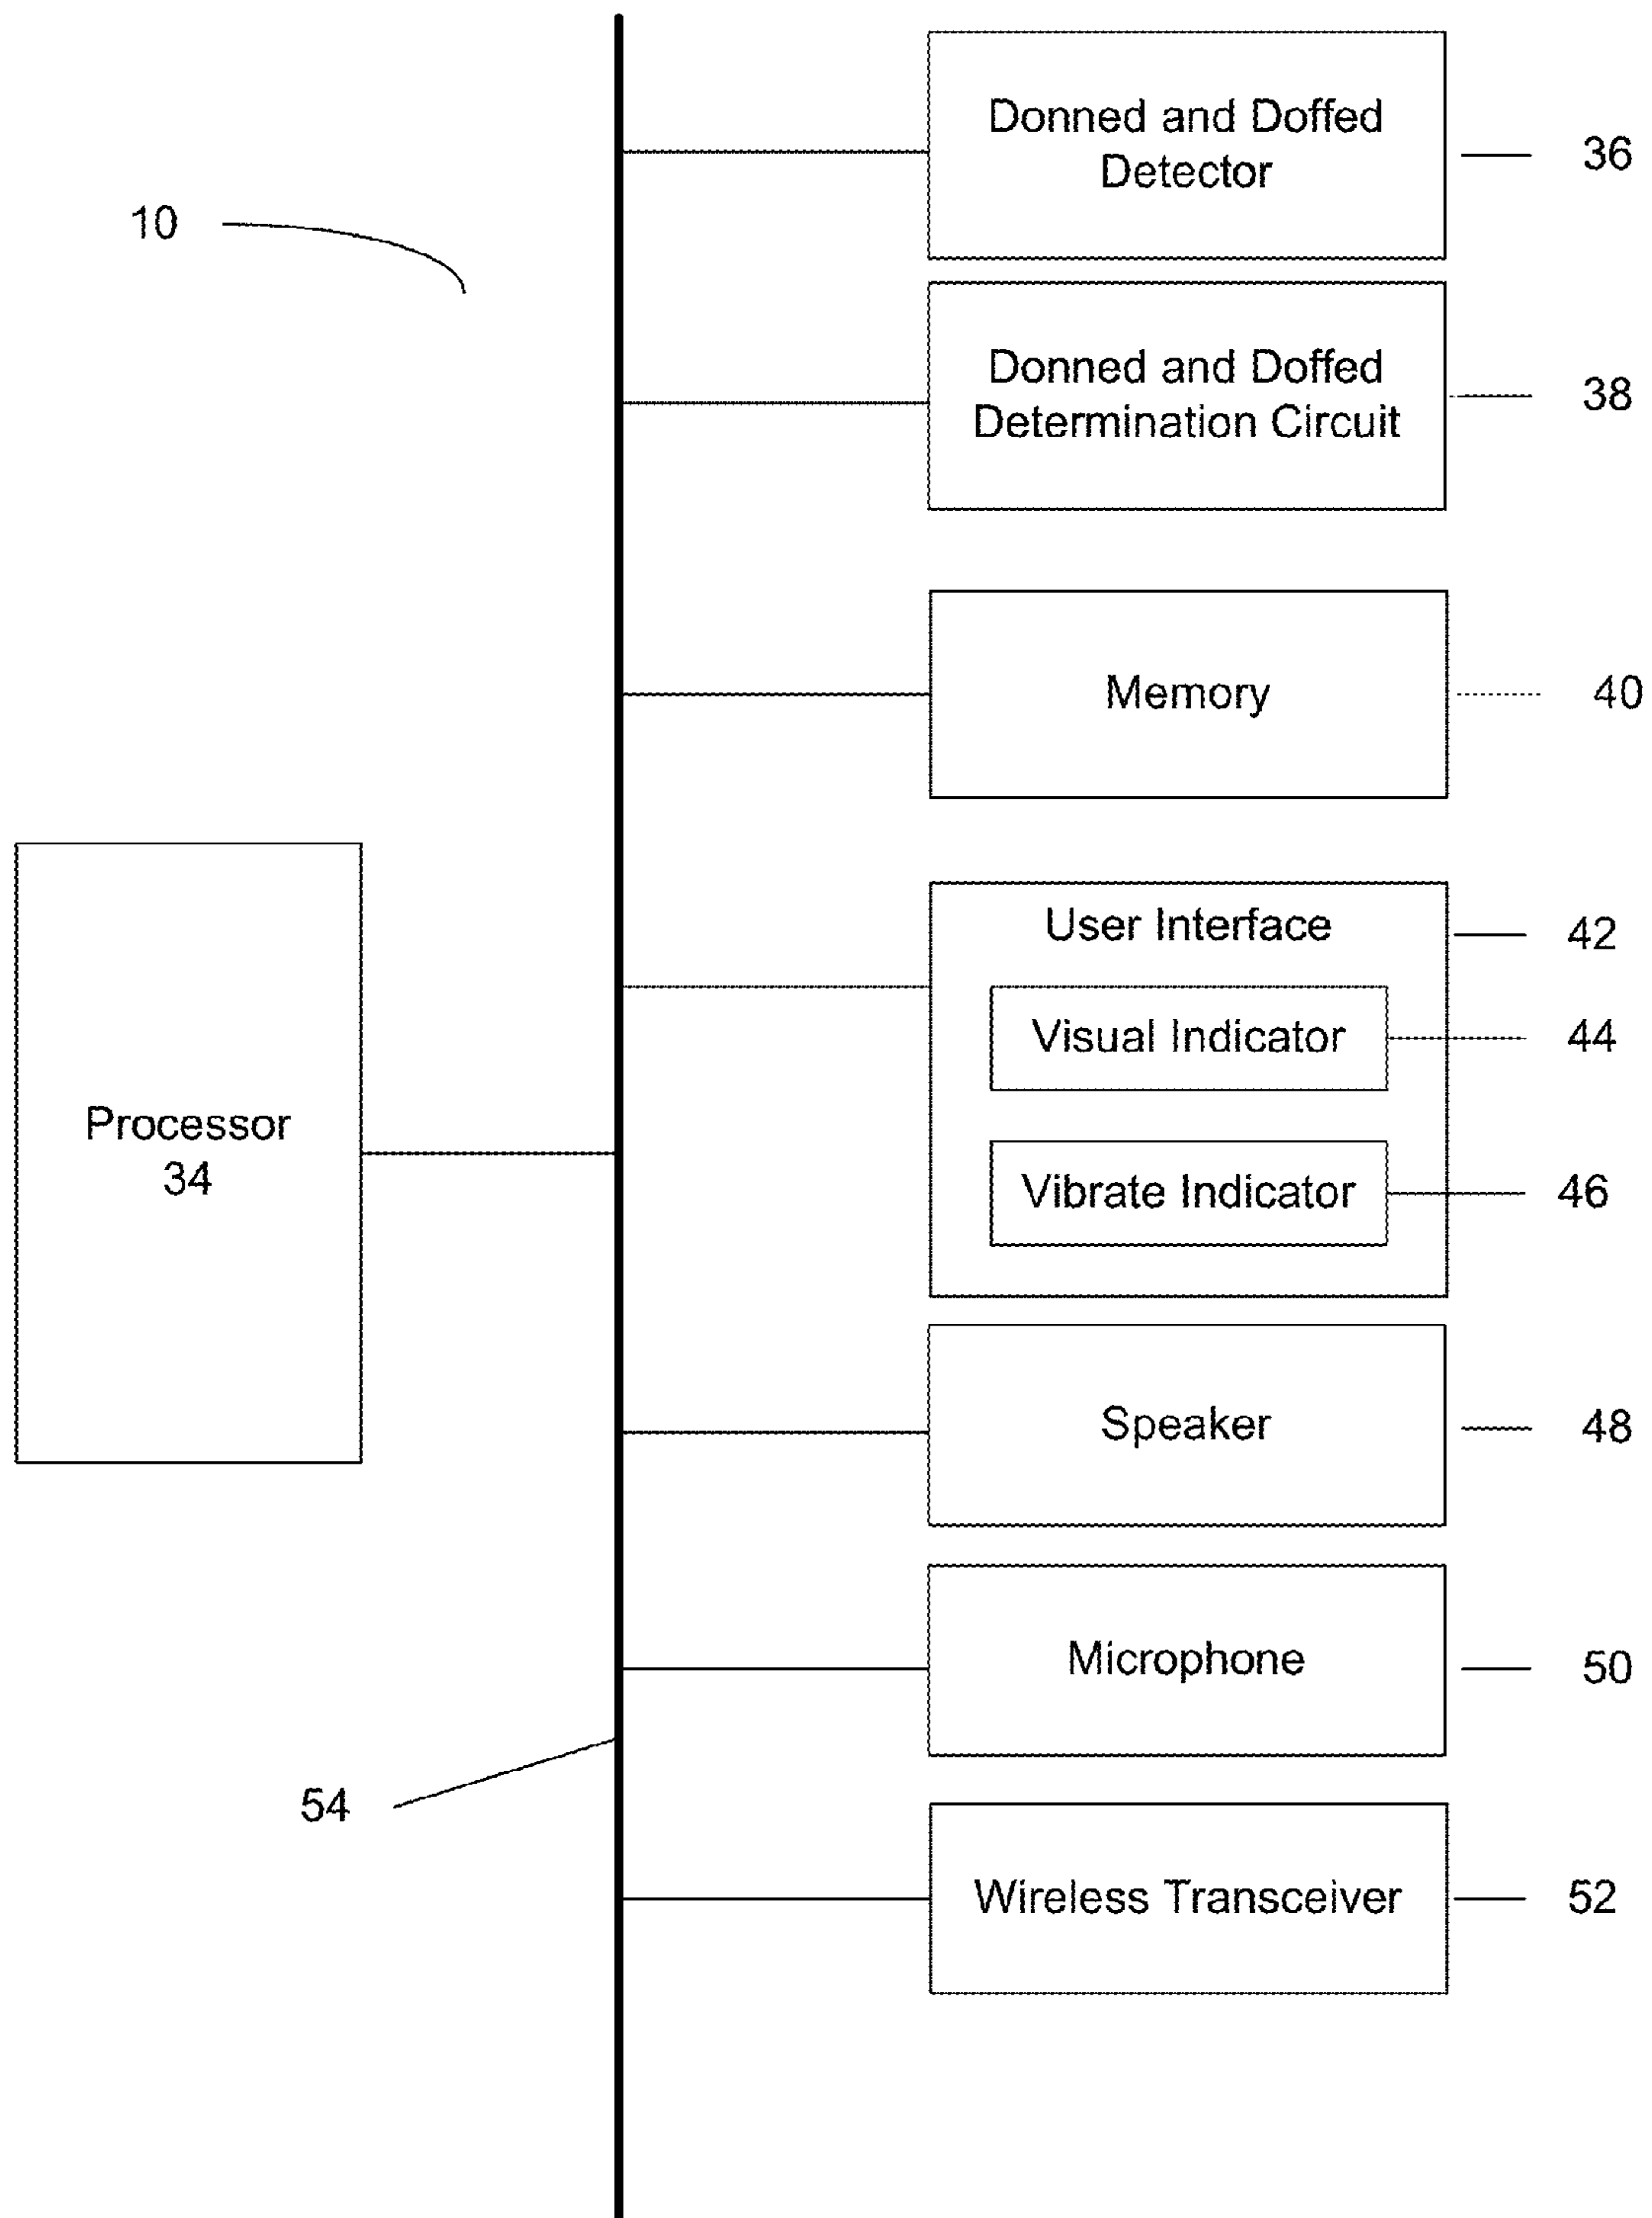 Donned and Doffed
Detector
36
10
Donned and Doffed
Determination Circuit
38
Memory
40
User Interface
42
Visual Indicator
44
Processor
34
Vibrate Indicator
46
Speaker
48
Microphone
50
54
Wireless Transceiver
52